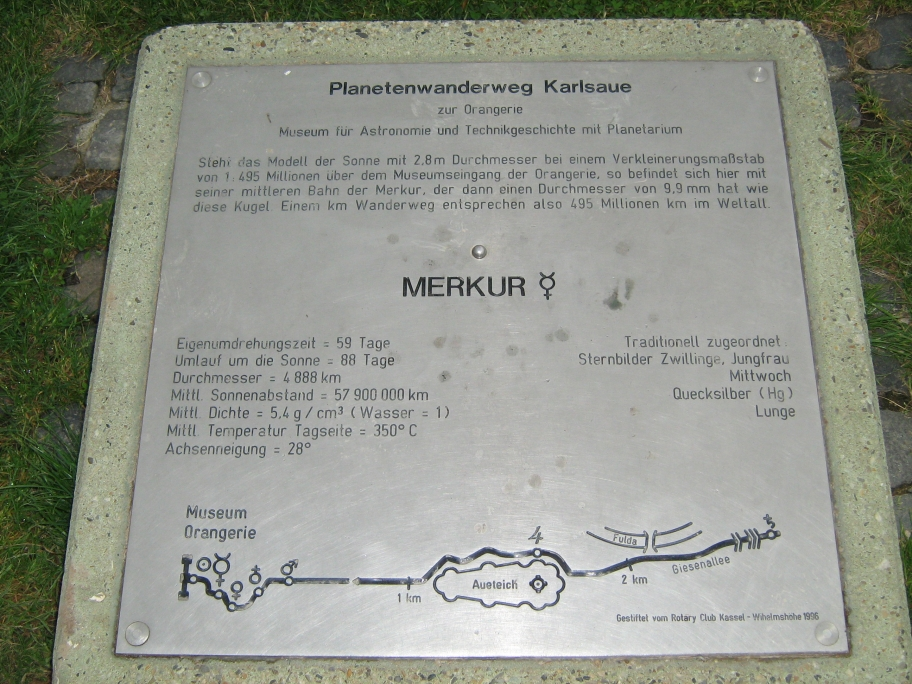 Planetenwanderweg Karlsaue
zur Orangerie
Museum für Astronomie und Technikgeschichte mit Planetarium
Steht das Modell der Sonne mit 2,8m Durchmesser bei einem Verkleinerungsmaßstab
von 1:495 Millionen über dem Museumseingang der Orangerie, so befindet sich hier mit
seiner mittleren Bahn der Merkur, der dann einen Durchmesser von 9,9 mm hat wie
diese Kugel. Einem km Wanderweg entsprechen also 495 Millionen km im Weltall.
MERKUR ☿
Eigenumdrehungszeit = 59 Tage
Umlauf um die Sonne = 88 Tage
Durchmesser = 4 888 km
Mittl. Sonnenabstand = 57 900 000 km
Mittl. Dichte = 5,4 g/cm³ (Wasser = 1)
Mittl. Temperatur Tagseite = 350° C
Achsenneigung = 28°
Traditionell zugeordnet:
Sternbilder Zwillinge, Jungfrau
Mittwoch
Quecksilber (Hg)
Lunge
Museum
Orangerie
☉ ☿ ♀ ♁ ♂
1 km
♃
Aueteich
Fulda
2 km
Giesenallee
♄
Gestiftet vom Rotary Club Kassel - Wilhelmshöhe 1996